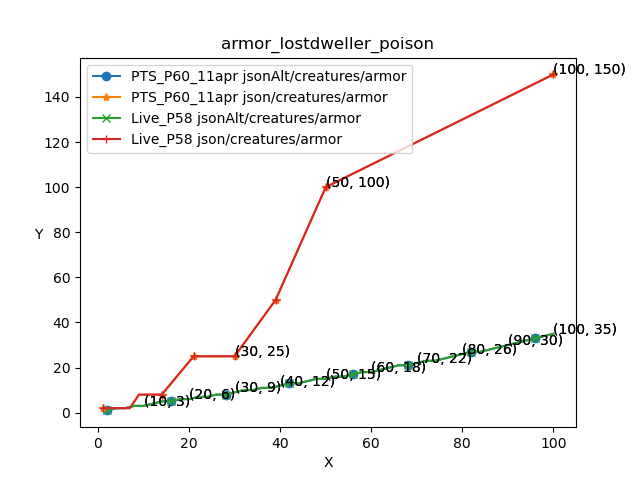 armor_lostdweller_poison
PTS_P60_11apr jsonAlt/creatures/armor
PTS_P60_11apr json/creatures/armor
Live_P58 jsonAlt/creatures/armor
Live_P58 json/creatures/armor
(100, 150)
(50, 100)
(30, 25)
(100, 35)
(90, 30)
(80, 26)
(70, 22)
(60, 18)
(50, 15)
(40, 12)
(30, 9)
(20, 6)
(10, 3)
Y
140
120
100
80
60
40
20
0
0 20 40 60 80 100
X